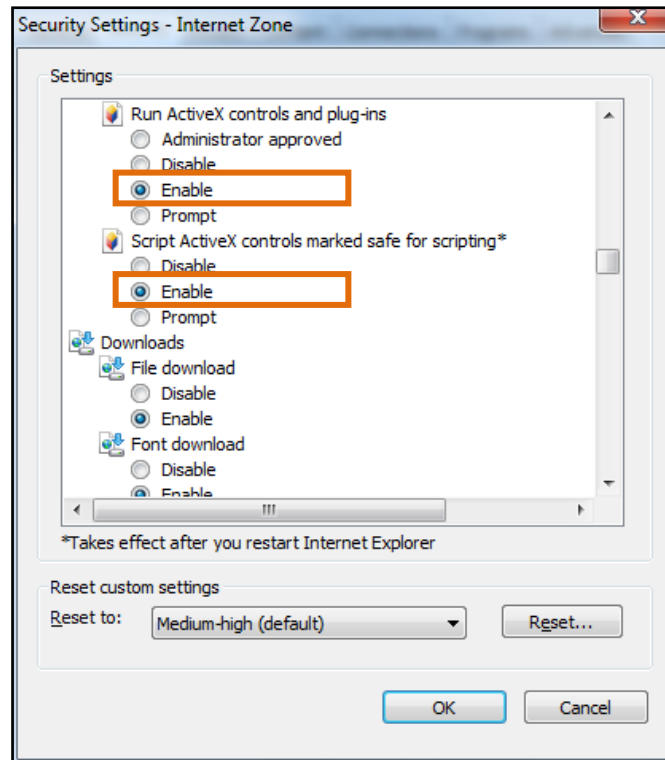 Security Settings - Internet Zone
Settings
Run ActiveX controls and plug-ins
Administrator approved
Disable
Enable
Prompt
Script ActiveX controls marked safe for scripting*
Disable
Enable
Prompt
Downloads
File download
Disable
Enable
Font download
Disable
Enable
*Takes effect after you restart Internet Explorer
Reset custom settings
Reset to: Medium-high (default) Reset...
OK Cancel